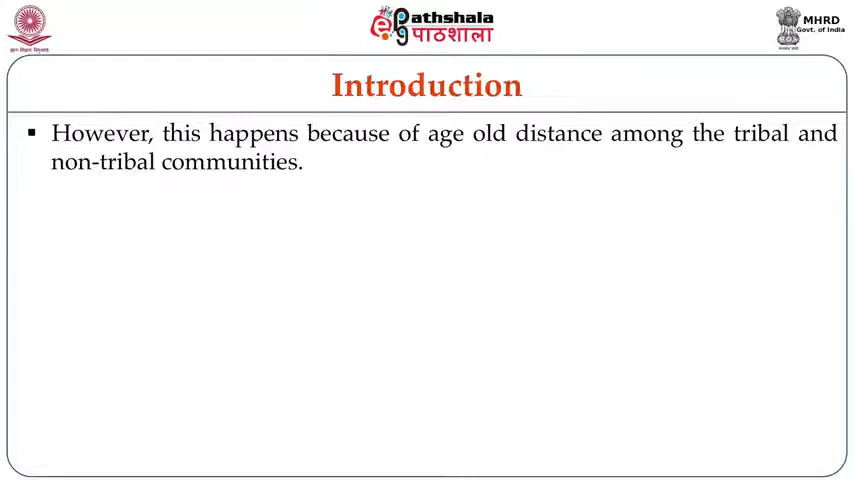 ePathshala
पाठशाला
MHRD
Govt. of India
Introduction
▪ However, this happens because of age old distance among the tribal and
non-tribal communities.